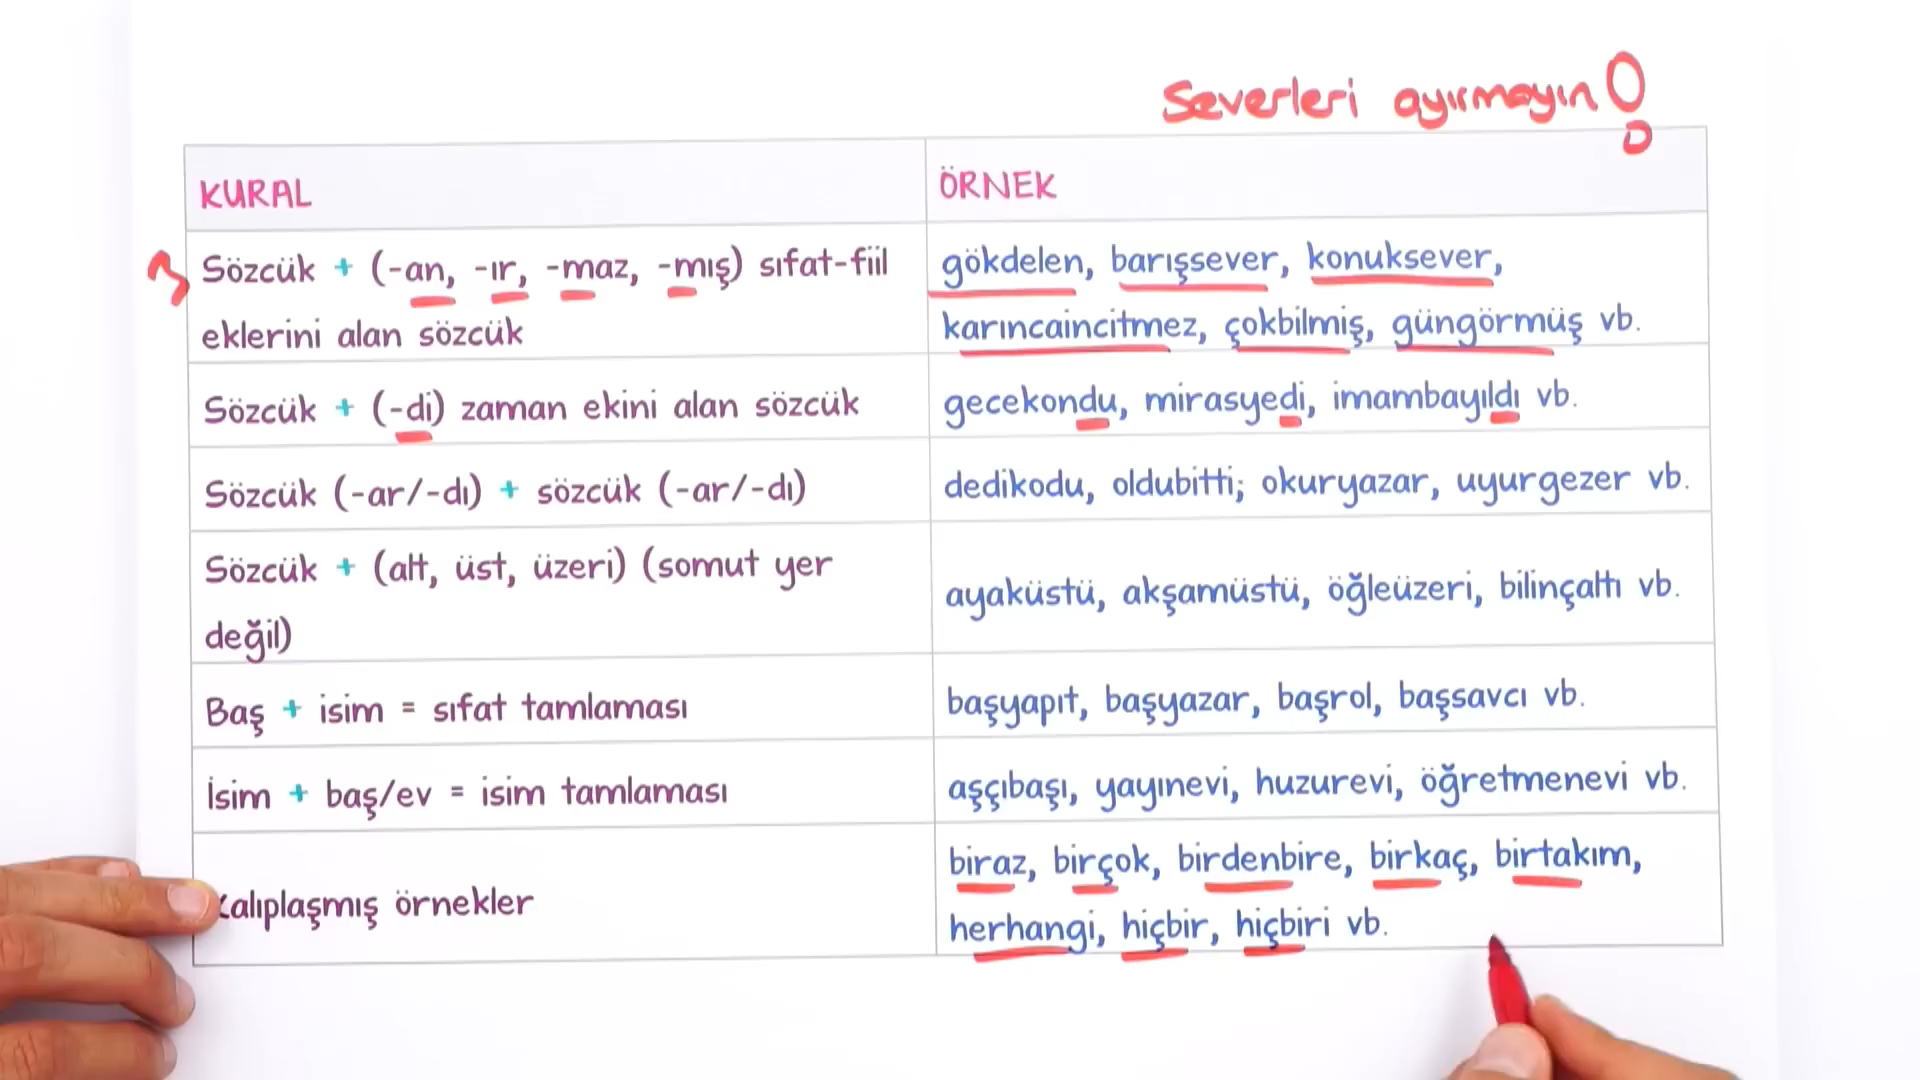 Severleri ayırmayın!
KURAL
ÖRNEK
Sözcük + (-an, -ır, -maz, -mış) sıfat-fiil
eklerini alan sözcük
gökdelen, barışsever, konuksever,
karıncaincitmez, çokbilmiş, güngörmüş vb.
Sözcük + (-di) zaman ekini alan sözcük
gecekondu, mirasyedi, imambayıldı vb.
Sözcük (-ar/-dı) + sözcük (-ar/-dı)
dedikodu, oldubitti; okuryazar, uyurgezer vb.
Sözcük + (alt, üst, üzeri) (somut yer
değil)
ayaküstü, akşamüstü, öğleüzeri, bilinçaltı vb.
Baş + isim = sıfat tamlaması
başyapıt, başyazar, başrol, başsavcı vb.
İsim + baş/ev = isim tamlaması
aşçıbaşı, yayınevi, huzurevi, öğretmenevi vb.
Kalıplaşmış örnekler
biraz, birçok, birdenbire, birkaç, birtakım,
herhangi, hiçbir, hiçbiri vb.